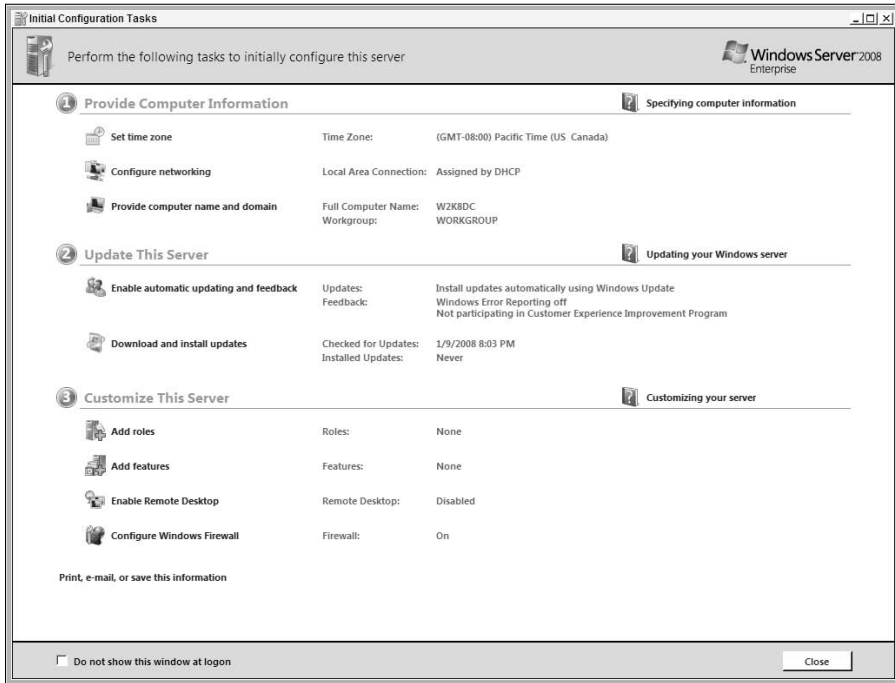 Initial Configuration Tasks
Perform the following tasks to initially configure this server
Windows Server 2008
Enterprise
1 Provide Computer Information
Specifying computer information
Set time zone Time Zone: (GMT-08:00) Pacific Time (US Canada)
Configure networking Local Area Connection: Assigned by DHCP
Provide computer name and domain Full Computer Name: W2K8DC
Workgroup: WORKGROUP
2 Update This Server
Updating your Windows server
Enable automatic updating and feedback Updates: Install updates automatically using Windows Update
Feedback: Windows Error Reporting off
Not participating in Customer Experience Improvement Program
Download and install updates Checked for Updates: 1/9/2008 8:03 PM
Installed Updates: Never
3 Customize This Server
Customizing your server
Add roles Roles: None
Add features Features: None
Enable Remote Desktop Remote Desktop: Disabled
Configure Windows Firewall Firewall: On
Print, e-mail, or save this information
Do not show this window at logon
Close